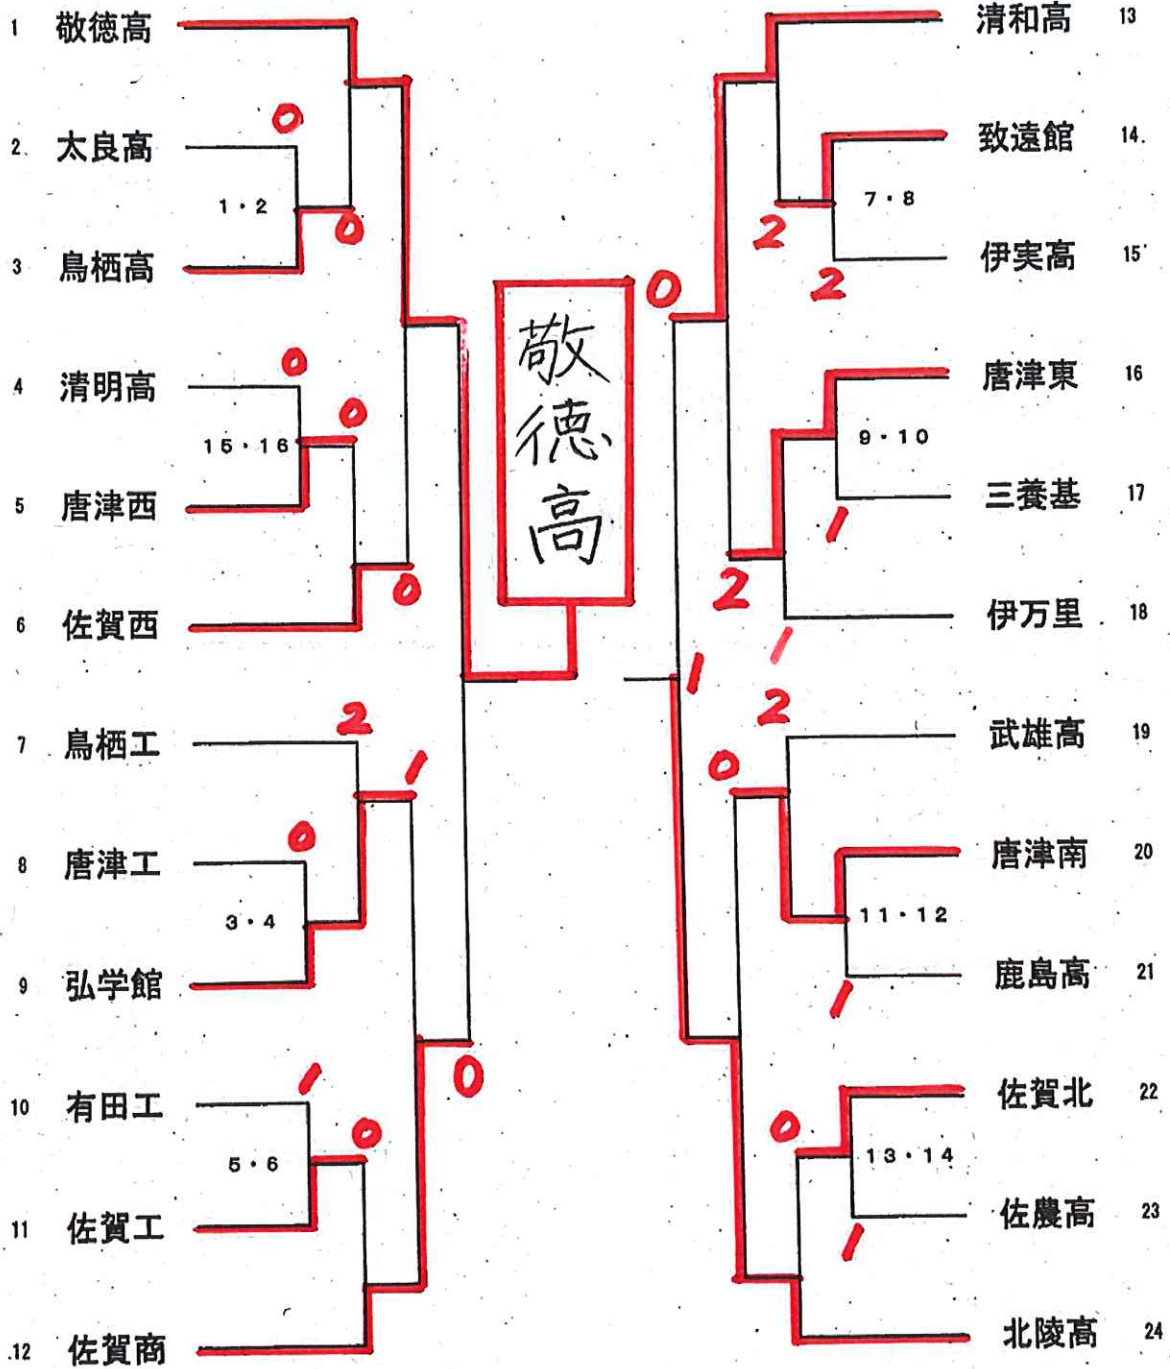 1 敬徳高
0
2 太良高
1・2
0
3 鳥栖高
0
4 清明高
0
15・16
5 唐津西
0
6 佐賀西
2
7 鳥栖工
1
0
8 唐津工
3・4
9 弘学館
0
1
10 有田工
0
5・6
11 佐賀工
12 佐賀商
敬徳高
清和高 13
致遠館 14
7・8
2
伊実高 15
2
0
唐津東 16
9・10
三養基 17
1
2
伊万里 18
1
1
2
武雄高 19
0
唐津南 20
11・12
鹿島高 21
1
佐賀北 22
0
13・14
佐農高 23
1
北陵高 24